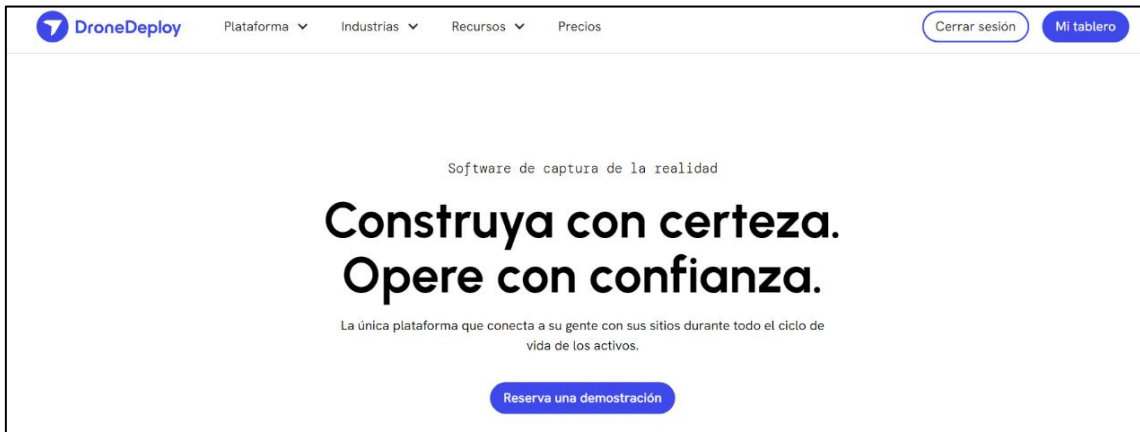 DroneDeploy Plataforma Industrias Recursos Precios Cerrar sesión Mi tablero
Software de captura de la realidad
Construya con certeza.
Opere con confianza.
La única plataforma que conecta a su gente con sus sitios durante todo el ciclo de
vida de los activos.
Reserva una demostración